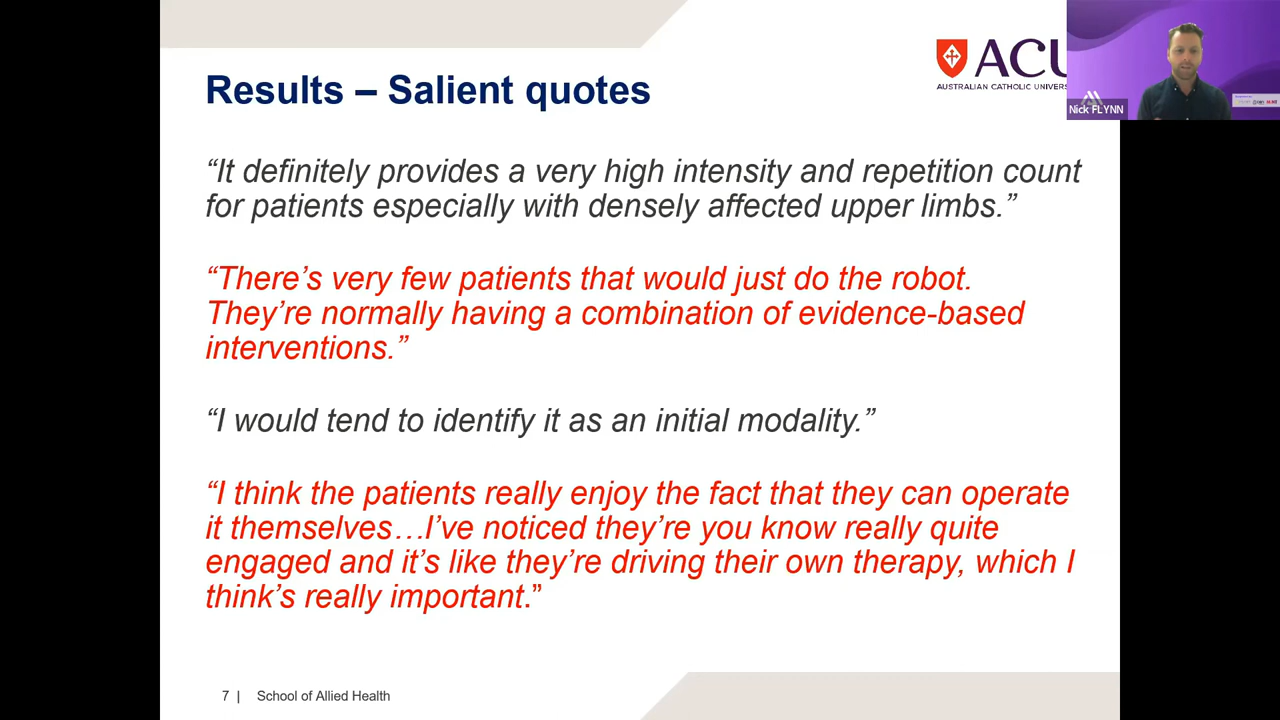 Results – Salient quotes
ACU
AUSTRALIAN CATHOLIC UNIVERS
Nick FLYNN
“It definitely provides a very high intensity and repetition count
for patients especially with densely affected upper limbs.”
“There’s very few patients that would just do the robot.
They’re normally having a combination of evidence-based
interventions.”
“I would tend to identify it as an initial modality.”
“I think the patients really enjoy the fact that they can operate
it themselves…I’ve noticed they’re you know really quite
engaged and it’s like they’re driving their own therapy, which I
think’s really important.”
7 | School of Allied Health